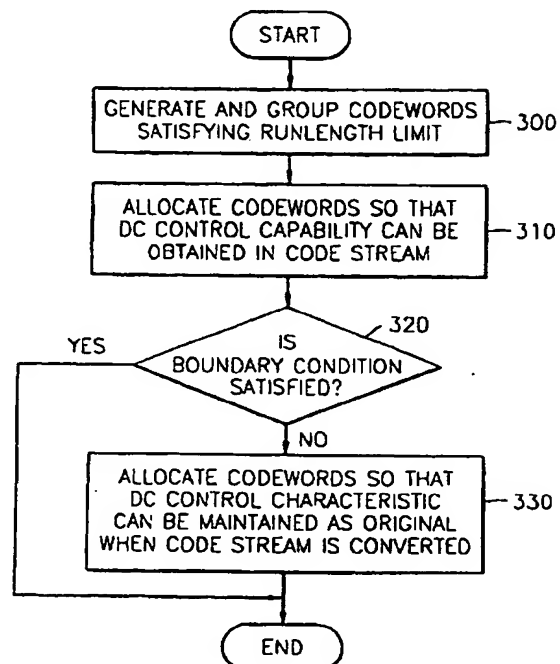 START
GENERATE AND GROUP CODEWORDS
SATISFYING RUNLENGTH LIMIT
300
ALLOCATE CODEWORDS SO THAT
DC CONTROL CAPABILITY CAN BE
OBTAINED IN CODE STREAM
310
320
YES
IS
BOUNDARY CONDITION
SATISFIED?
NO
ALLOCATE CODEWORDS SO THAT
DC CONTROL CHARACTERISTIC
CAN BE MAINTAINED AS ORIGINAL
WHEN CODE STREAM IS CONVERTED
330
END